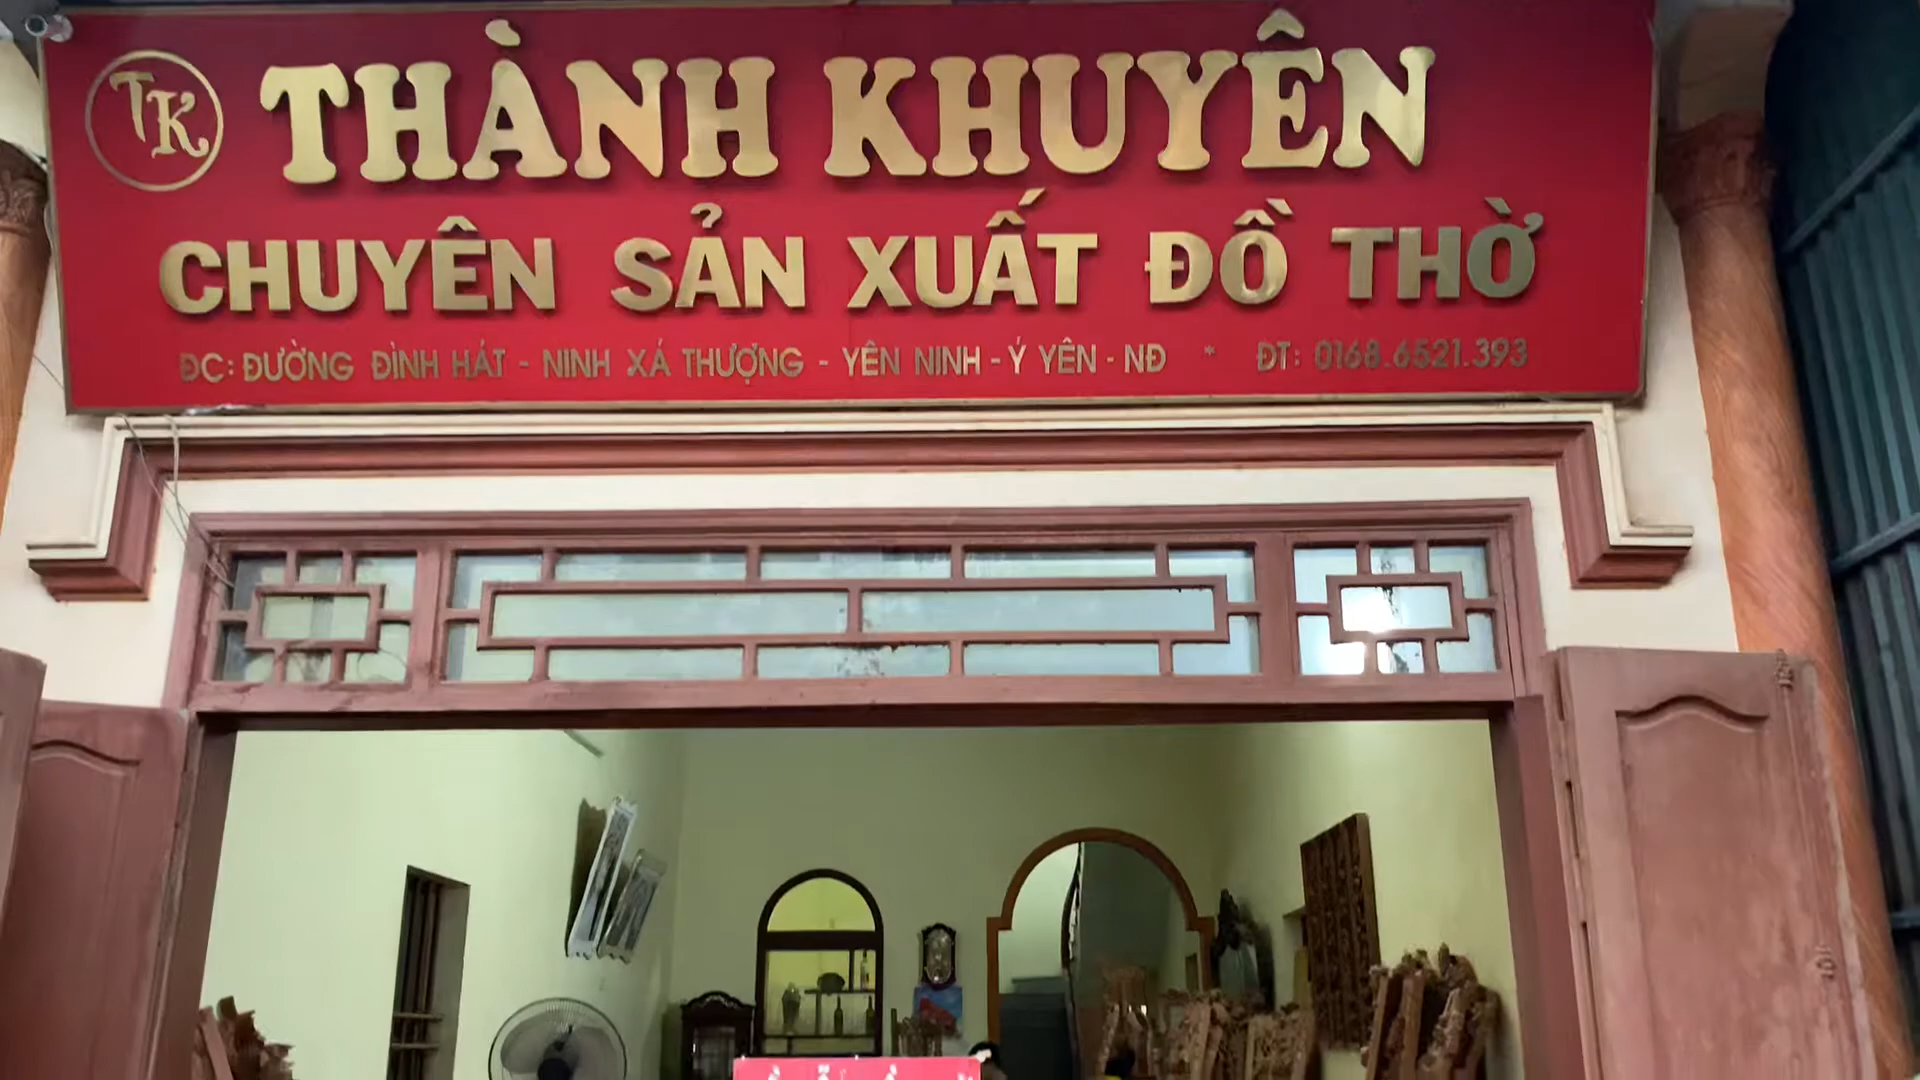 TK
THÀNH KHUYÊN
CHUYÊN SẢN XUẤT ĐỒ THỜ
ĐC: ĐƯỜNG ĐÌNH HÁT - NINH XÁ THƯỢNG - YÊN NINH - Ý YÊN - NĐ * ĐT: 0168.6521.393